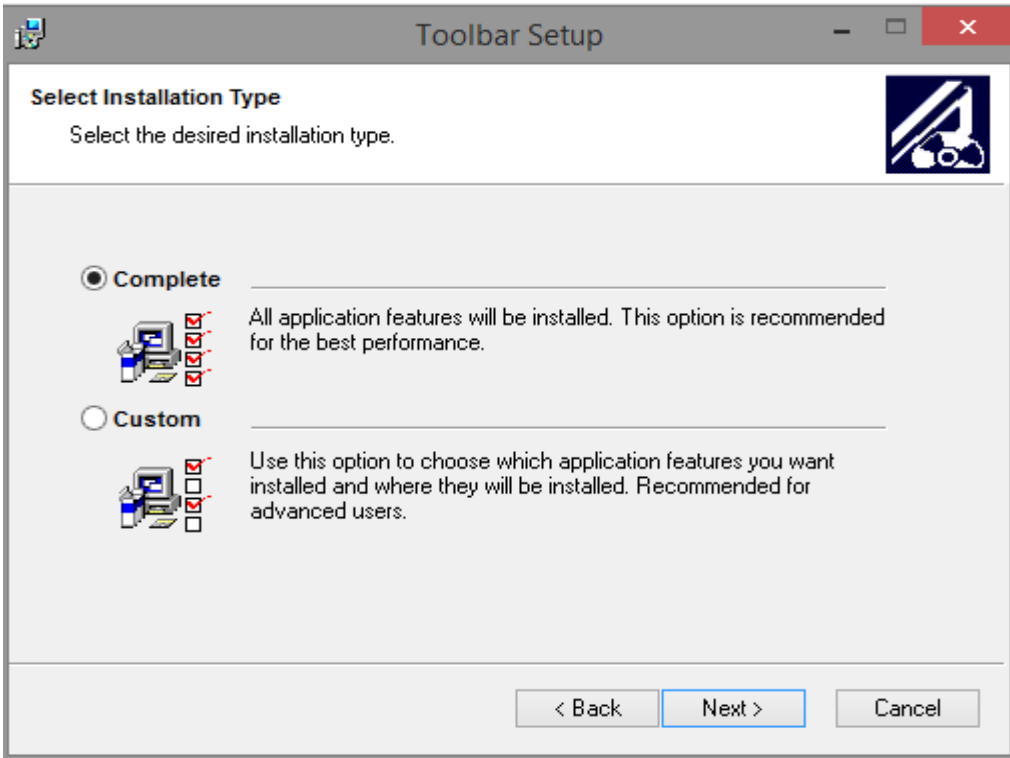 Toolbar Setup
Select Installation Type
Select the desired installation type.
Complete
All application features will be installed. This option is recommended
for the best performance.
Custom
Use this option to choose which application features you want
installed and where they will be installed. Recommended for
advanced users.
< Back
Next >
Cancel